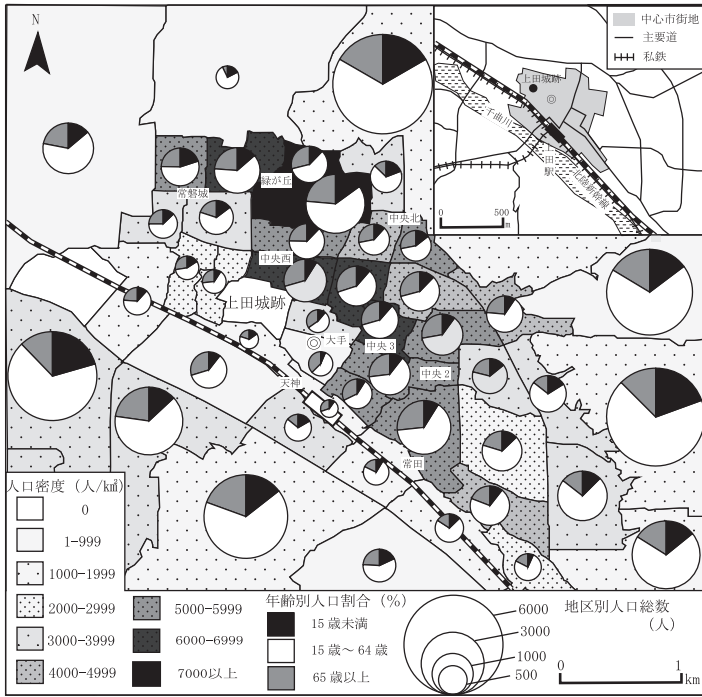 N
中心市街地
主要道
私鉄
上田城跡
千曲川
上田駅
北陸新幹線
0 500
m
緑が丘
常磐城
中央北
中央西
上田城跡
大手
中央3
中央2
天神
常田
人口密度 (人/km²)
0
1-999
1000-1999
2000-2999
3000-3999
4000-4999
5000-5999
6000-6999
7000以上
年齢別人口割合 (%)
15歳未満
15歳～64歳
65歳以上
6000
3000
1000
500
地区別人口総数
(人)
0 1
km